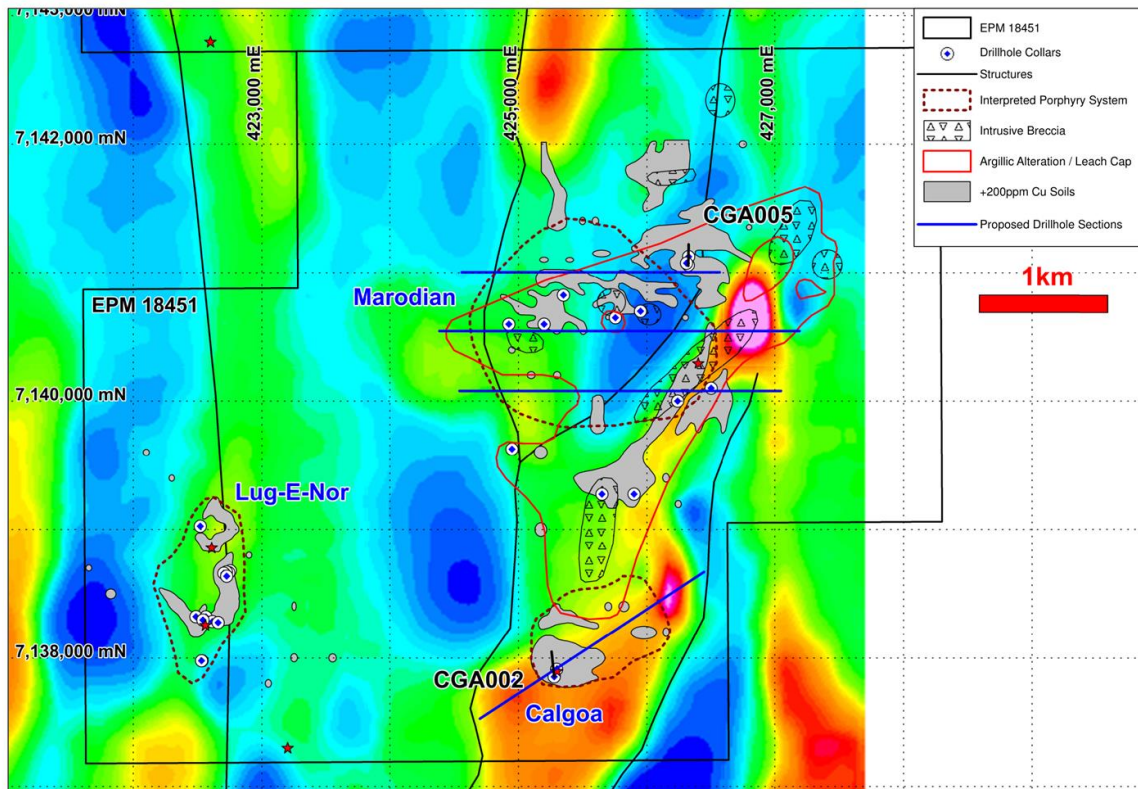 7,143,000 mN
423,000 mE
425,000 mE
427,000 mE
7,142,000 mN
EPM 18451
Drillhole Collars
Structures
Interpreted Porphyry System
Intrusive Breccia
Argillic Alteration / Leach Cap
+200ppm Cu Soils
Proposed Drillhole Sections
CGA005
1km
Marodian
EPM 18451
7,140,000 mN
Lug-E-Nor
7,138,000 mN
CGA002
Calgoa